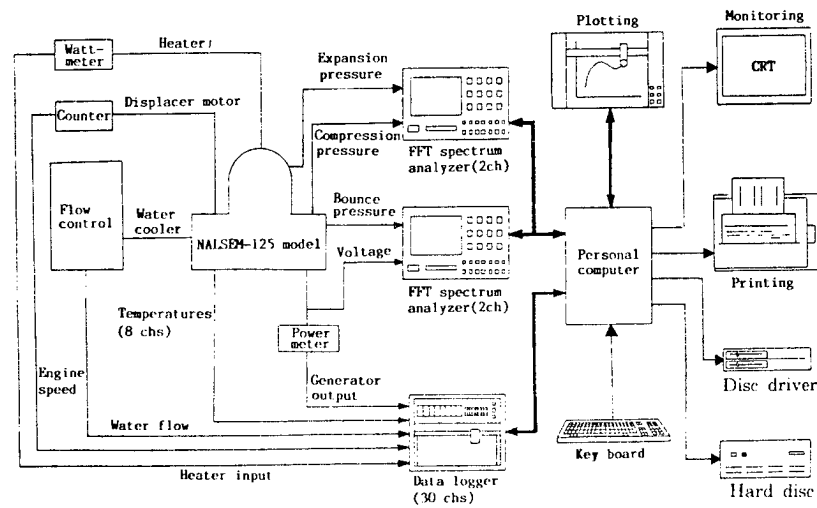 Watt-
meter
Heater
Displacer motor
Counter
Flow
control
Water
cooler
NALSEM-125 model
Expansion
pressure
Compression
pressure
Bounce
pressure
Voltage
FFT spectrum
analyzer(2ch)
FFT spectrum
analyzer(2ch)
Temperatures
(8 chs)
Power
meter
Engine
speed
Generator
output
Water flow
Heater input
Data logger
(30 chs)
Plotting
Monitoring
CRT
Personal
computer
Printing
Disc driver
Key board
Hard disc